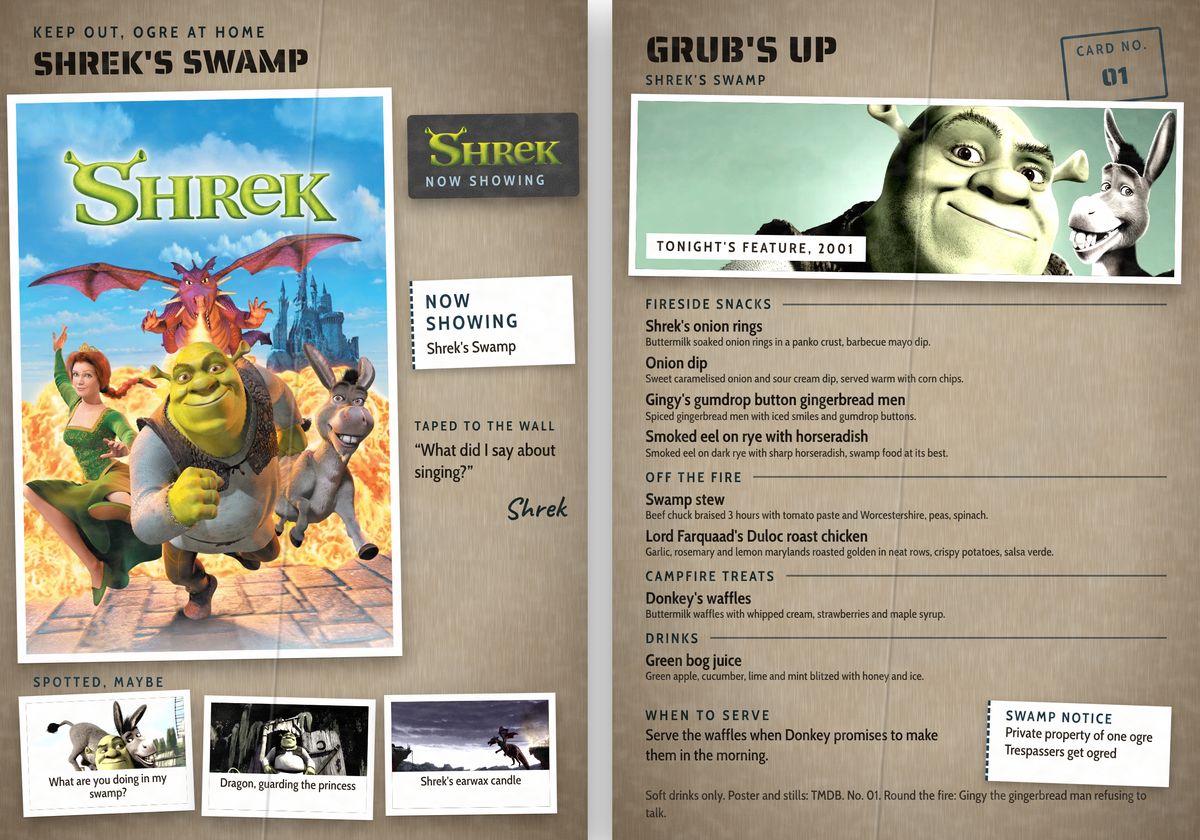 KEEP OUT, OGRE AT HOME
SHREK'S SWAMP
SHREK
SHREK
NOW SHOWING
NOW
SHOWING
Shrek's Swamp
TAPED TO THE WALL
“What did I say about
singing?”
Shrek
SPOTTED, MAYBE
What are you doing in my
swamp?
Dragon, guarding the princess
Shrek's earwax candle
GRUB'S UP
SHREK'S SWAMP
CARD NO.
01
TONIGHT'S FEATURE, 2001
FIRESIDE SNACKS
Shrek's onion rings
Buttermilk soaked onion rings in a panko crust, barbecue mayo dip.
Onion dip
Sweet caramelised onion and sour cream dip, served warm with corn chips.
Gingy's gumdrop button gingerbread men
Spiced gingerbread men with iced smiles and gumdrop buttons.
Smoked eel on rye with horseradish
Smoked eel on dark rye with sharp horseradish, swamp food at its best.
OFF THE FIRE
Swamp stew
Beef chuck braised 3 hours with tomato paste and Worcestershire, peas, spinach.
Lord Farquaad's Duloc roast chicken
Garlic, rosemary and lemon marylands roasted golden in neat rows, crispy potatoes, salsa verde.
CAMPFIRE TREATS
Donkey's waffles
Buttermilk waffles with whipped cream, strawberries and maple syrup.
DRINKS
Green bog juice
Green apple, cucumber, lime and mint blitzed with honey and ice.
WHEN TO SERVE
Serve the waffles when Donkey promises to make
them in the morning.
SWAMP NOTICE
Private property of one ogre
Trespassers get ogred
Soft drinks only. Poster and stills: TMDB. No. 01. Round the fire: Gingy the gingerbread man refusing to
talk.